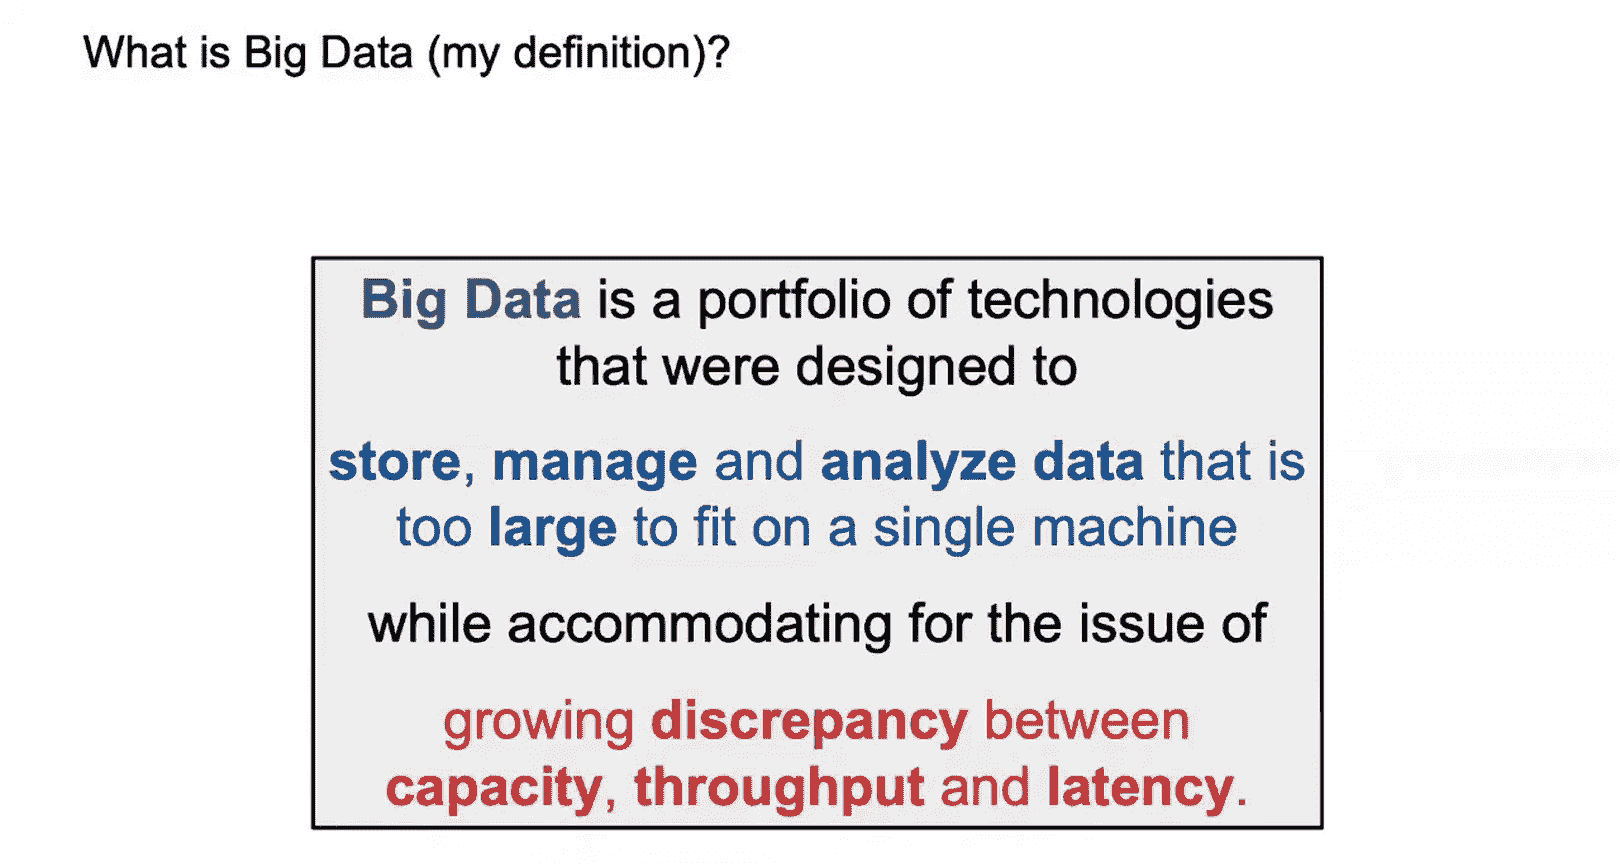 What is Big Data (my definition)?
Big Data is a portfolio of technologies
that were designed to
store, manage and analyze data that is
too large to fit on a single machine
while accommodating for the issue of
growing discrepancy between
capacity, throughput and latency.